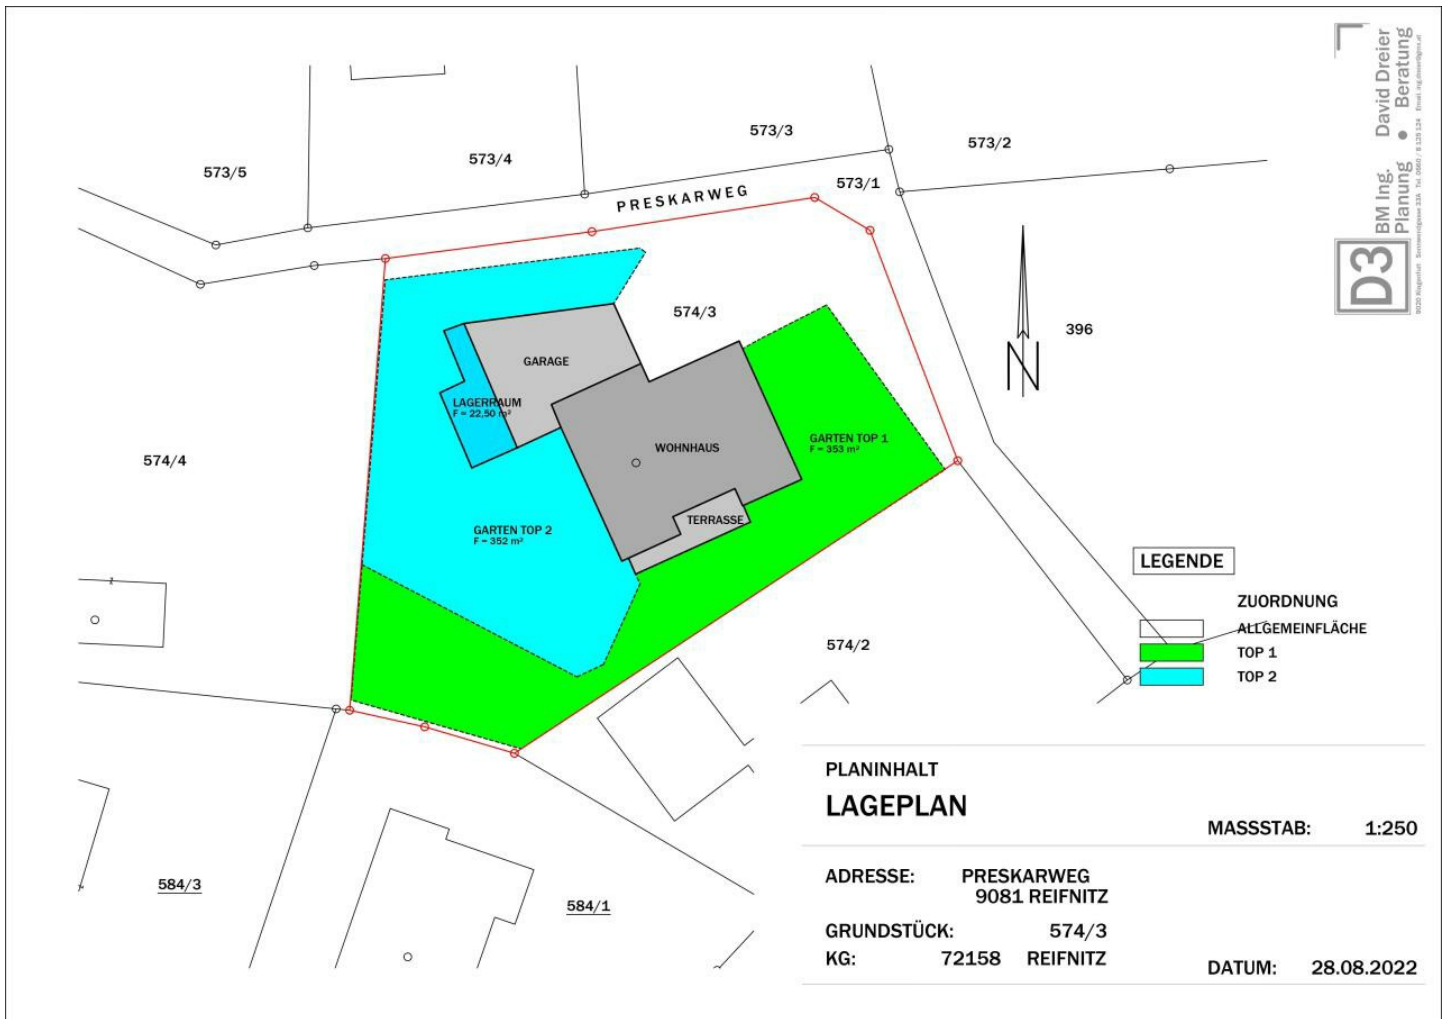 573/5
573/4
573/3
573/2
573/1
PRESKARWEG
574/3
396
GARAGE
LAGERRAUM
F = 22,50 m²
WOHNHAUS
GARTEN TOP 1
F = 353 m²
574/4
TERRASSE
GARTEN TOP 2
F = 352 m²
N
574/2
584/3
584/1
BM Ing. David Dreier
Planung ● Beratung
D3
LEGENDE
ZUORDNUNG
ALLGEMEINFLÄCHE
TOP 1
TOP 2
PLANINHALT
LAGEPLAN
MASSSTAB: 1:250
ADRESSE: PRESKARWEG
9081 REIFNITZ
GRUNDSTÜCK: 574/3
KG: 72158 REIFNITZ
DATUM: 28.08.2022